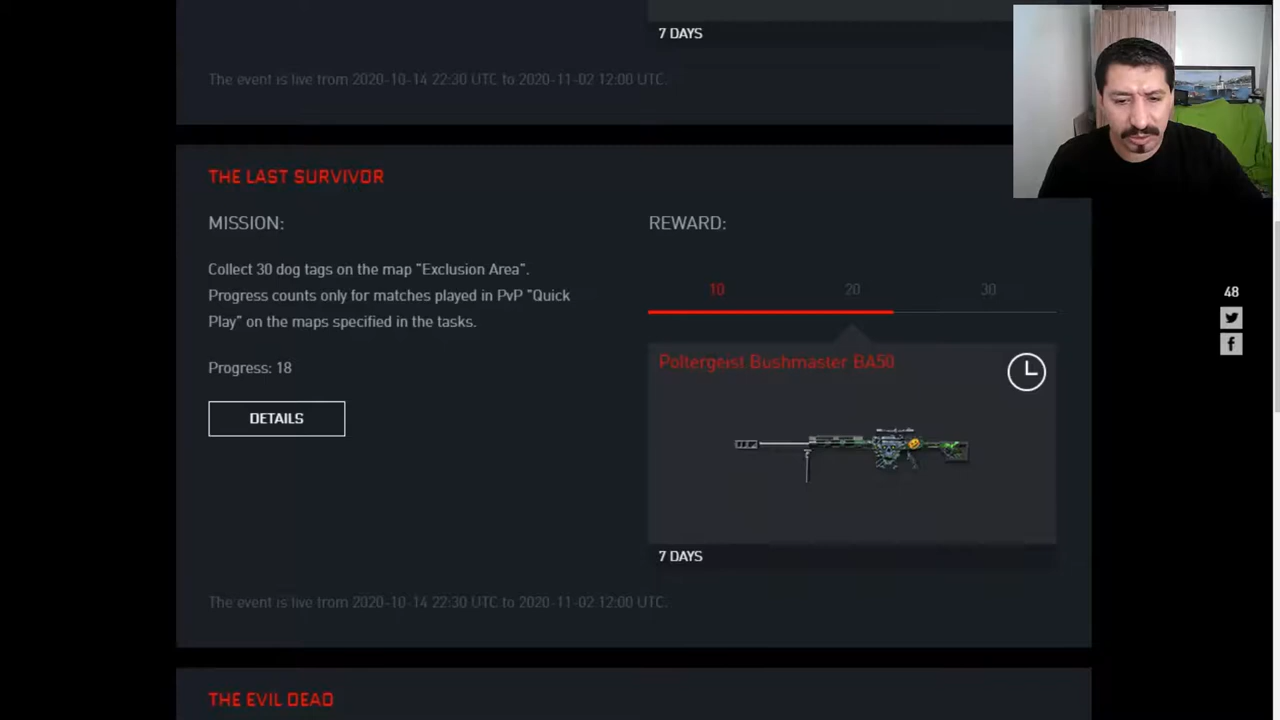 7 DAYS
The event is live from 2020-10-14 22:30 UTC to 2020-11-02 12:00 UTC.
THE LAST SURVIVOR
MISSION:
REWARD:
Collect 30 dog tags on the map "Exclusion Area".
Progress counts only for matches played in PvP "Quick
Play" on the maps specified in the tasks.
10 20 30
48
Progress: 18
Poltergeist Bushmaster BA50
DETAILS
7 DAYS
The event is live from 2020-10-14 22:30 UTC to 2020-11-02 12:00 UTC.
THE EVIL DEAD